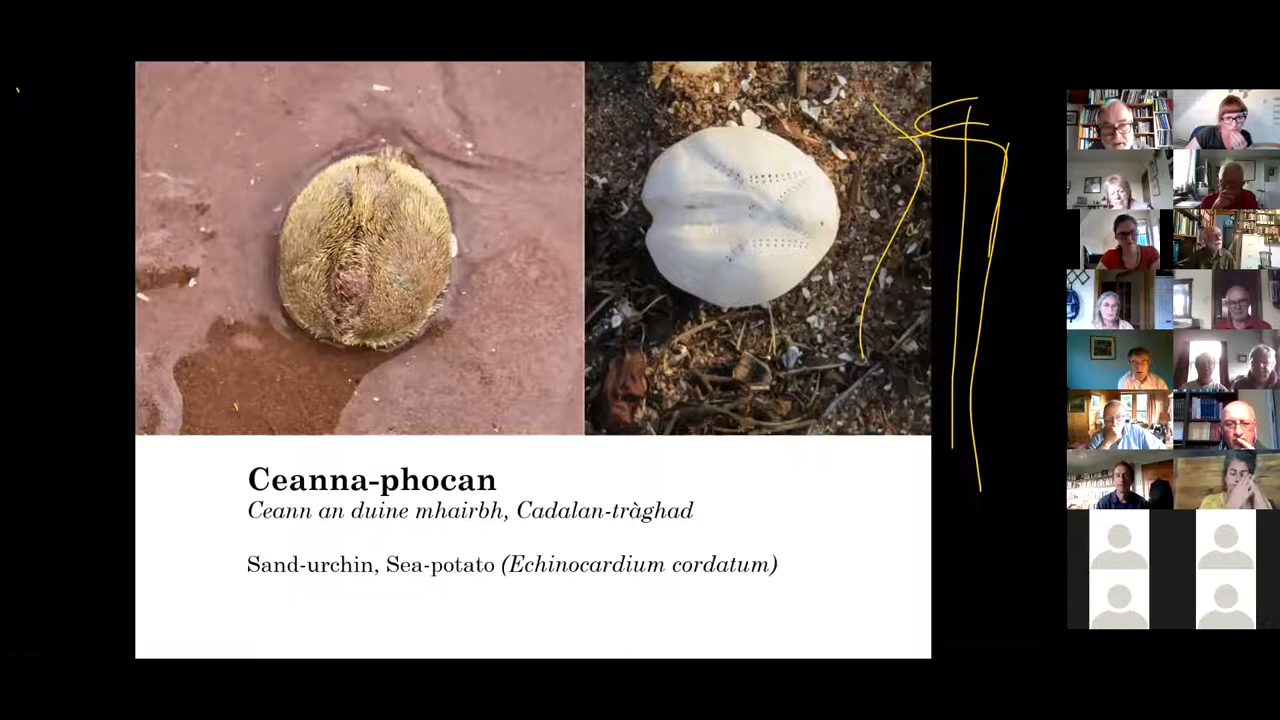 Ceanna-phocan
Ceann an duine mhairbh, Cadalan-tràghad
Sand-urchin, Sea-potato (Echinocardium cordatum)